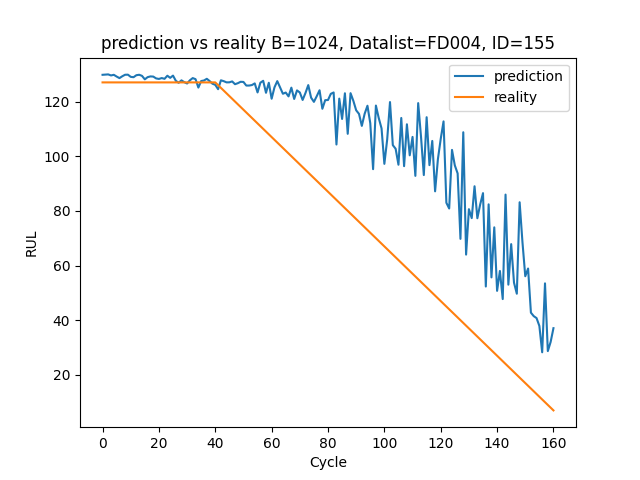 prediction vs reality B=1024, Datalist=FD004, ID=155
prediction
reality
RUL
120
100
80
60
40
20
0 20 40 60 80 100 120 140 160
Cycle